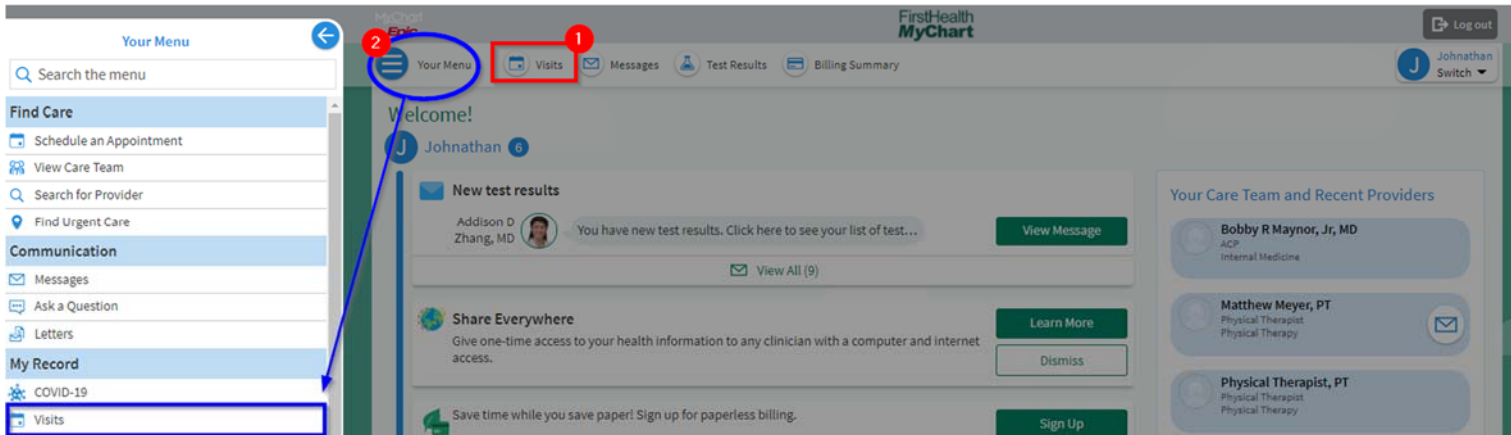 Your Menu
Search the menu
Find Care
Schedule an Appointment
View Care Team
Search for Provider
Find Urgent Care
Communication
Messages
Ask a Question
Letters
My Record
COVID-19
Visits
MyChart
Epic
FirstHealth
MyChart
Log out
2
1
Your Menu
Visits
Messages
Test Results
Billing Summary
J
Johnathan
Switch
Welcome!
J
Johnathan
6
New test results
Addison D
Zhang, MD
You have new test results. Click here to see your list of test...
View Message
View All (9)
Share Everywhere
Give one-time access to your health information to any clinician with a computer and internet
access.
Learn More
Dismiss
Save time while you save paper! Sign up for paperless billing.
Sign Up
Your Care Team and Recent Providers
Bobby R Maynor, Jr, MD
ACP
Internal Medicine
Matthew Meyer, PT
Physical Therapist
Physical Therapy
Physical Therapist, PT
Physical Therapist
Physical Therapy